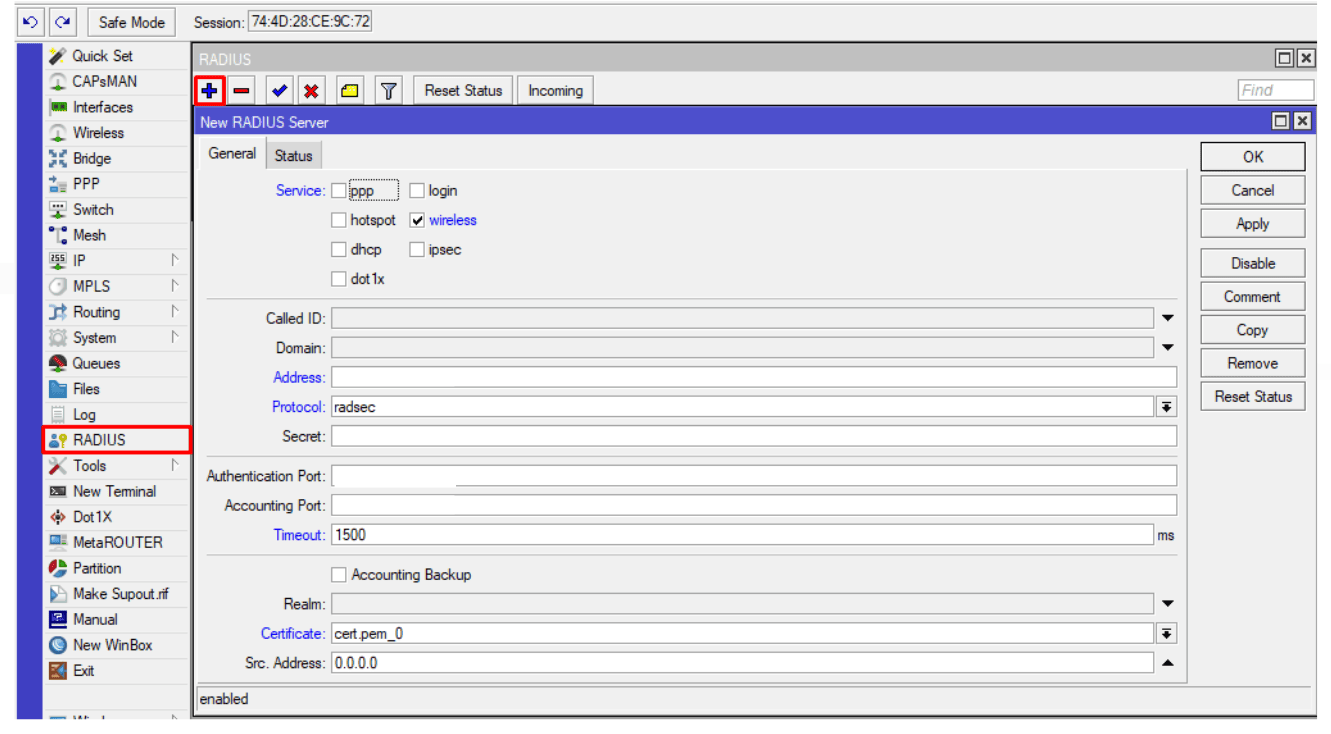 Safe Mode Session: 74:4D:28:CE:9C:72
Quick Set
CAPsMAN
Interfaces
Wireless
Bridge
PPP
Switch
Mesh
255 IP
MPLS
Routing
System
Queues
Files
Log
RADIUS
Tools
New Terminal
Dot1X
MetaROUTER
Partition
Make Supout.rif
Manual
New WinBox
Exit
RADIUS
Reset Status Incoming Find
New RADIUS Server
General Status
Service: ppp login
hotspot wireless
dhcp ipsec
dot1x
Called ID:
Domain:
Address:
Protocol: radsec
Secret:
Authentication Port:
Accounting Port:
Timeout: 1500 ms
Accounting Backup
Realm:
Certificate: cert.pem_0
Src. Address: 0.0.0.0
enabled
OK
Cancel
Apply
Disable
Comment
Copy
Remove
Reset Status